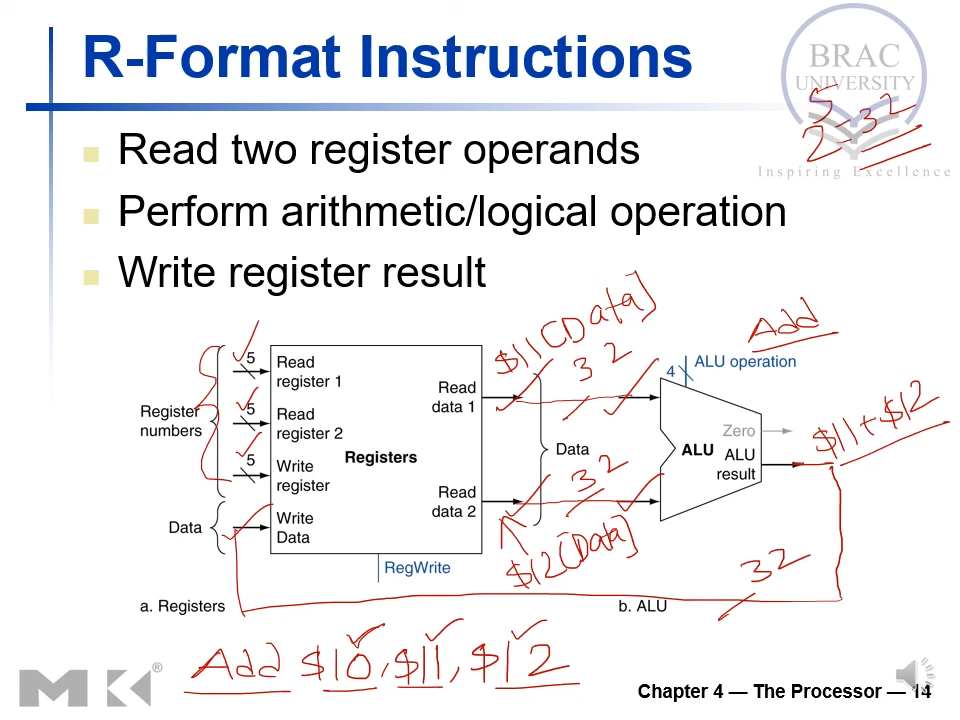 R-Format Instructions
BRAC
UNIVERSITY
Inspiring Excellence
5
2 = 32
Read two register operands
Perform arithmetic/logical operation
Write register result
$11 [Data]
32
Add
5
Read
register 1
4
ALU operation
Register
numbers
5
Read
register 2
Read
data 1
Registers
Data
Zero
ALU
ALU
result
$11+$12
5
Write
register
32
Read
data 2
Data
Write
Data
$12 [Data]
RegWrite
32
a. Registers
b. ALU
Add $10, $11, $12
MK®
Chapter 4 — The Processor — 14